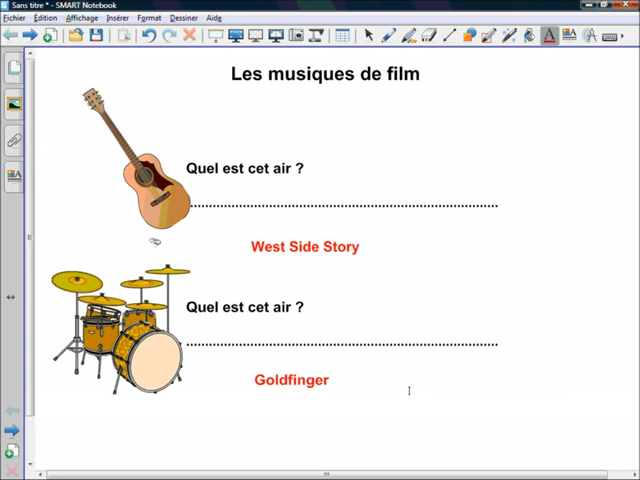 Sans titre * - SMART Notebook
Fichier Édition Affichage Insérer Format Dessiner Aide
Les musiques de film
Quel est cet air ?
................................................................................
West Side Story
Quel est cet air ?
................................................................................
Goldfinger